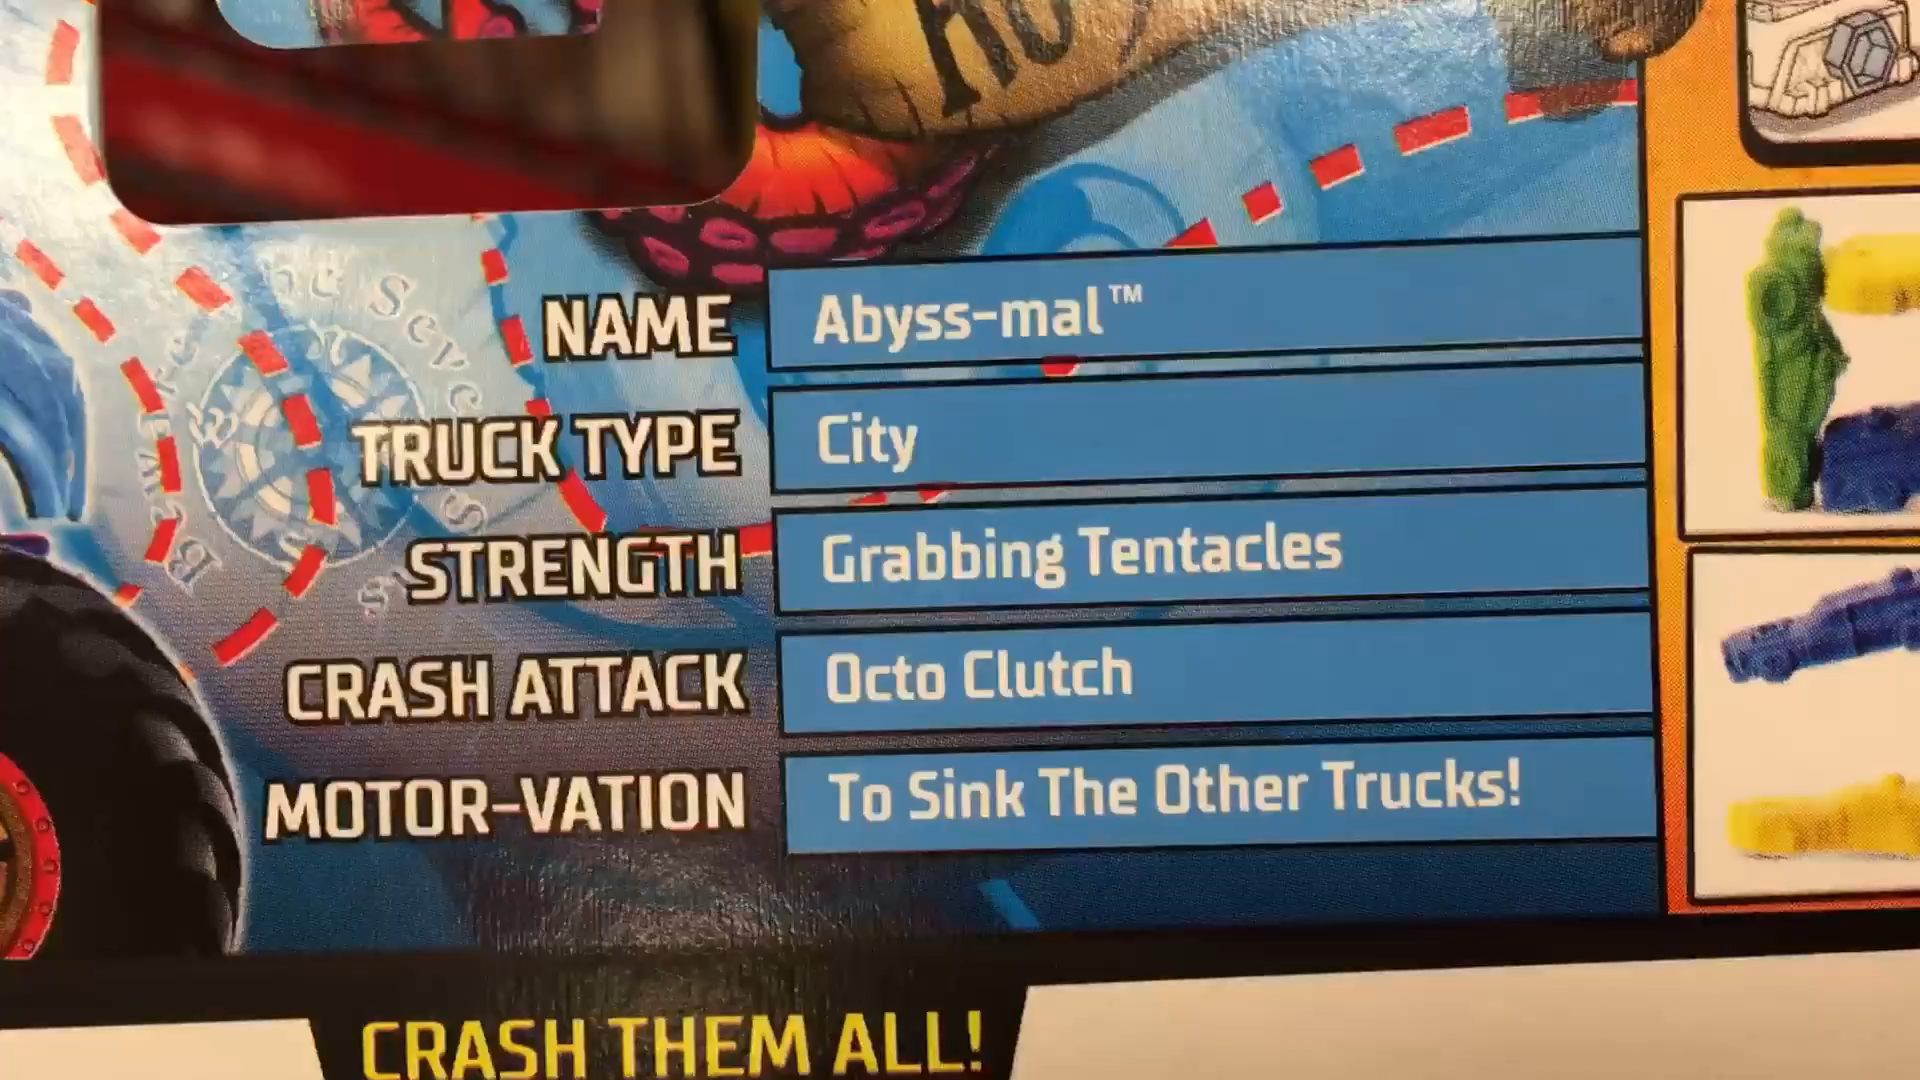 NAME Abyss-mal™
TRUCK TYPE City
STRENGTH Grabbing Tentacles
CRASH ATTACK Octo Clutch
MOTOR-VATION To Sink The Other Trucks!
CRASH THEM ALL!